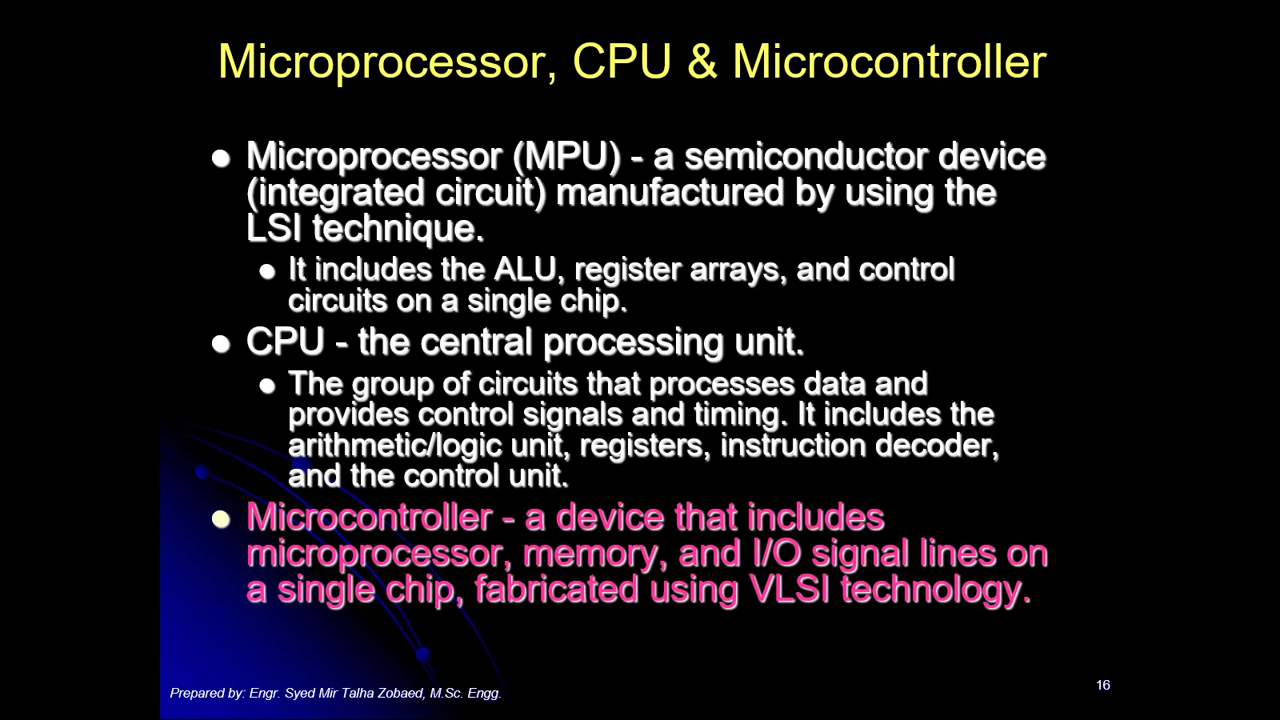 Microprocessor, CPU & Microcontroller
● Microprocessor (MPU) - a semiconductor device
(integrated circuit) manufactured by using the
LSI technique.
● It includes the ALU, register arrays, and control
circuits on a single chip.
● CPU - the central processing unit.
● The group of circuits that processes data and
provides control signals and timing. It includes the
arithmetic/logic unit, registers, instruction decoder,
and the control unit.
● Microcontroller - a device that includes
microprocessor, memory, and I/O signal lines on
a single chip, fabricated using VLSI technology.
Prepared by: Engr. Syed Mir Talha Zobaed, M.Sc. Engg.
16